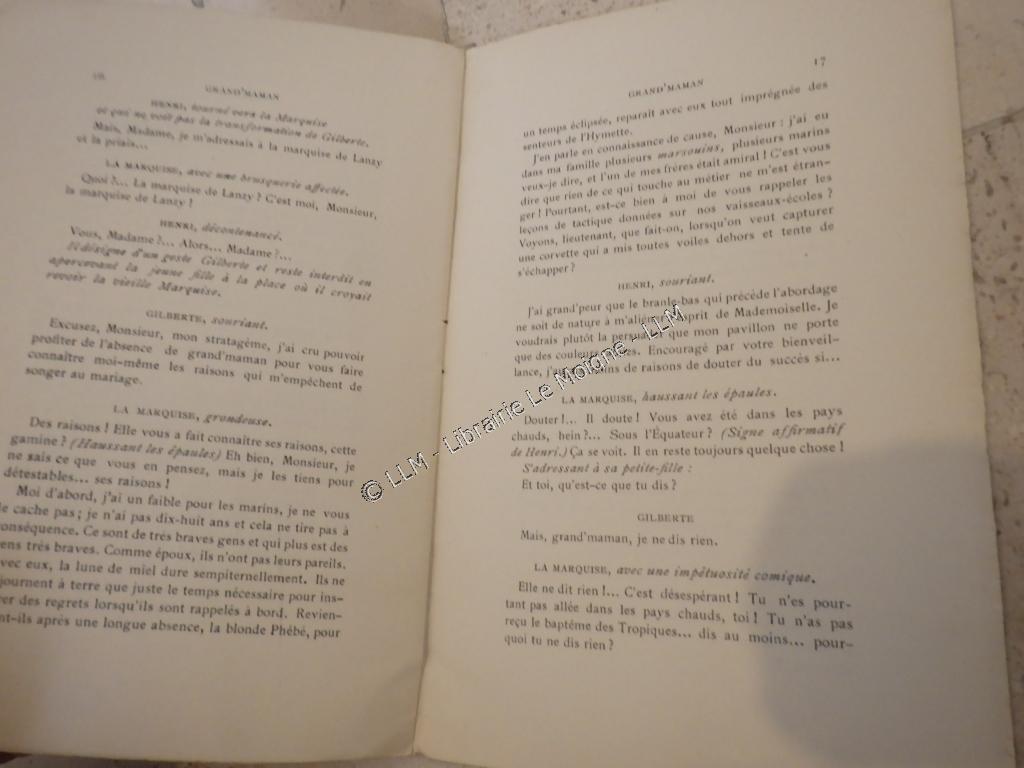 16
GRAND'MAMAN
HENRI, tourné vers la Marquise
et qui ne voit pas la transformation de Gilberte.
Mais, Madame, je m'adressais à la marquise de Lanzy
et la priais...
LA MARQUISE, avec une brusquerie affectée.
Quoi?... La marquise de Lanzy? C'est moi, Monsieur,
la marquise de Lanzy!
HENRI, décontenancé.
Vous, Madame?... Alors... Madame?...
Il désigne d'un geste Gilberte et reste interdit en
apercevant la jeune fille à la place où il croyait
revoir la vieille Marquise.
GILBERTE, souriant.
Excusez, Monsieur, mon stratagème, j'ai cru pouvoir
profiter de l'absence de grand'maman pour vous faire
connaître moi-même les raisons qui m'empêchent de
songer au mariage.
LA MARQUISE, grondeuse.
Des raisons! Elle vous a fait connaître ses raisons, cette
gamine? (Haussant les épaules) Eh bien, Monsieur, je
ne sais ce que vous en pensez, mais je les tiens pour
détestables... ses raisons!
Moi d'abord, j'ai un faible pour les marins, je ne vous
le cache pas; je n'ai pas dix-huit ans et cela ne tire pas à
onséquence. Ce sont de très braves gens et qui plus est des
ens très braves. Comme époux, ils n'ont pas leurs pareils.
vec eux, la lune de miel dure sempiternellement. Ils ne
journent à terre que juste le temps nécessaire pour ins-
rer des regrets lorsqu'ils sont rappelés à bord. Revien-
nt-ils après une longue absence, la blonde Phébé, pour
17
GRAND'MAMAN
un temps éclipsée, reparaît avec eux tout imprégnée des
senteurs de l'Hymette.
J'en parle en connaissance de cause, Monsieur: j'ai eu
dans ma famille plusieurs marsouins, plusieurs marins
veux-je dire, et l'un de mes frères était amiral! C'est vous
dire que rien de ce qui touche au métier ne m'est étran-
ger! Pourtant, est-ce bien à moi de vous rappeler les
leçons de tactique données sur nos vaisseaux-écoles?
Voyons, lieutenant, que fait-on, lorsqu'on veut capturer
une corvette qui a mis toutes voiles dehors et tente de
s'échapper?
HENRI, souriant.
J'ai grand'peur que le branle-bas qui précède l'abordage
ne soit de nature à m'aliéner l'esprit de Mademoiselle. Je
voudrais plutôt la persuader que mon pavillon ne porte
que des couleurs Encouragé par votre bienveil-
lance, moins de raisons de douter du succès si...
LA MARQUISE, haussant les épaules.
Douter!... Il doute! Vous avez été dans les pays
chauds, hein?... Sous l'Équateur? (Signe affirmatif
de Henri.) Ça se voit. Il en reste toujours quelque chose!
S'adressant à sa petite-fille:
Et toi, qu'est-ce que tu dis?
GILBERTE
Mais, grand'maman, je ne dis rien.
LA MARQUISE, avec une impétuosité comique.
Elle ne dit rien!... C'est désespérant! Tu n'es pour-
tant pas allée dans les pays chauds, toi! Tu n'as pas
reçu le baptême des Tropiques... dis au moins... pour-
quoi tu ne dis rien?
© LLM - Librairie Le Moione - LLM